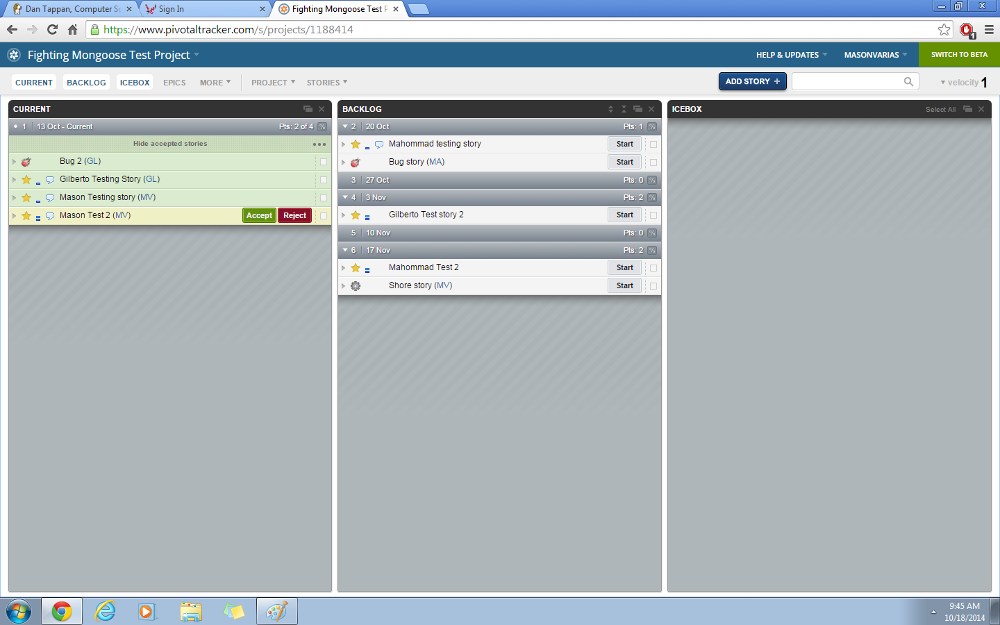 Dan Tappan, Computer Sc
Sign In
Fighting Mongoose Test P
https://www.pivotaltracker.com/s/projects/1188414
1
Fighting Mongoose Test Project
HELP & UPDATES
MASONVARIAS
SWITCH TO BETA
CURRENT
BACKLOG
ICEBOX
EPICS
MORE
PROJECT
STORIES
ADD STORY +
velocity 1
CURRENT
1 13 Oct - Current Pts: 2 of 4 %
Hide accepted stories
Bug 2 (GL)
Gilberto Testing Story (GL)
Mason Testing story (MV)
Mason Test 2 (MV) Accept Reject
BACKLOG
2 20 Oct Pts: 1 %
Mahommad testing story Start
Bug story (MA) Start
3 27 Oct Pts: 0 %
4 3 Nov Pts: 2 %
Gilberto Test story 2 Start
5 10 Nov Pts: 0 %
6 17 Nov Pts: 2 %
Mahommad Test 2 Start
Shore story (MV) Start
ICEBOX Select All
9:45 AM
10/18/2014